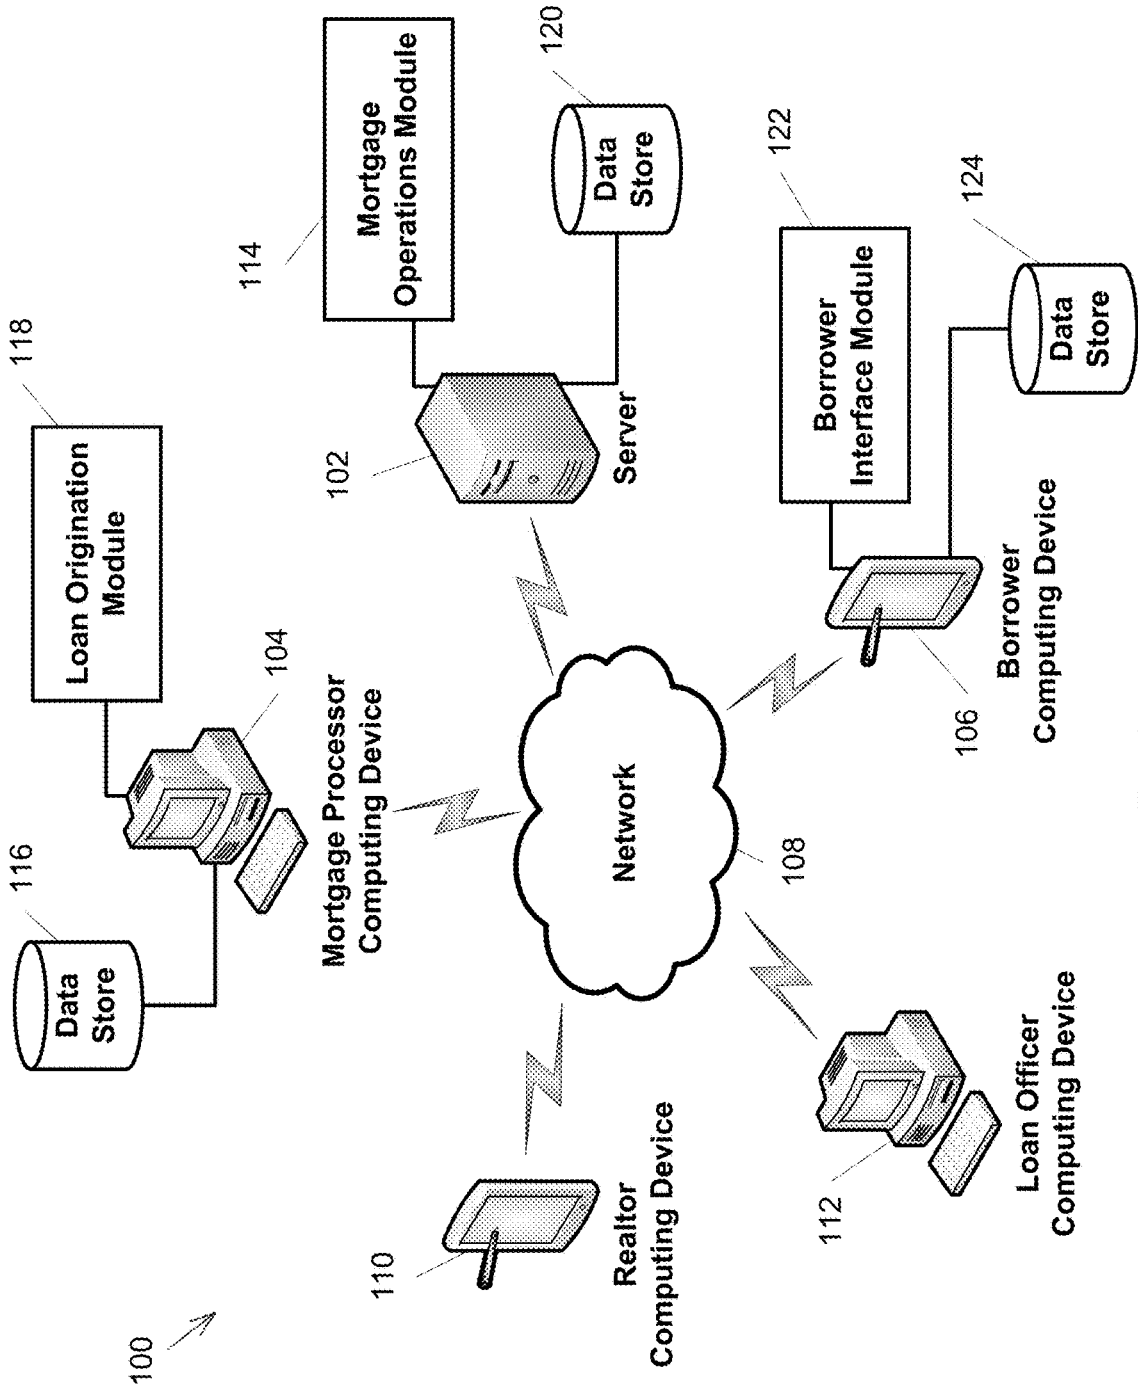 100
116
Data
Store
118
Loan Origination
Module
104
Mortgage Processor
Computing Device
114
Mortgage
Operations Module
102
Server
120
Data
Store
110
Realtor
Computing Device
Network
108
122
Borrower
Interface Module
124
Data
Store
106
Borrower
Computing Device
112
Loan Officer
Computing Device